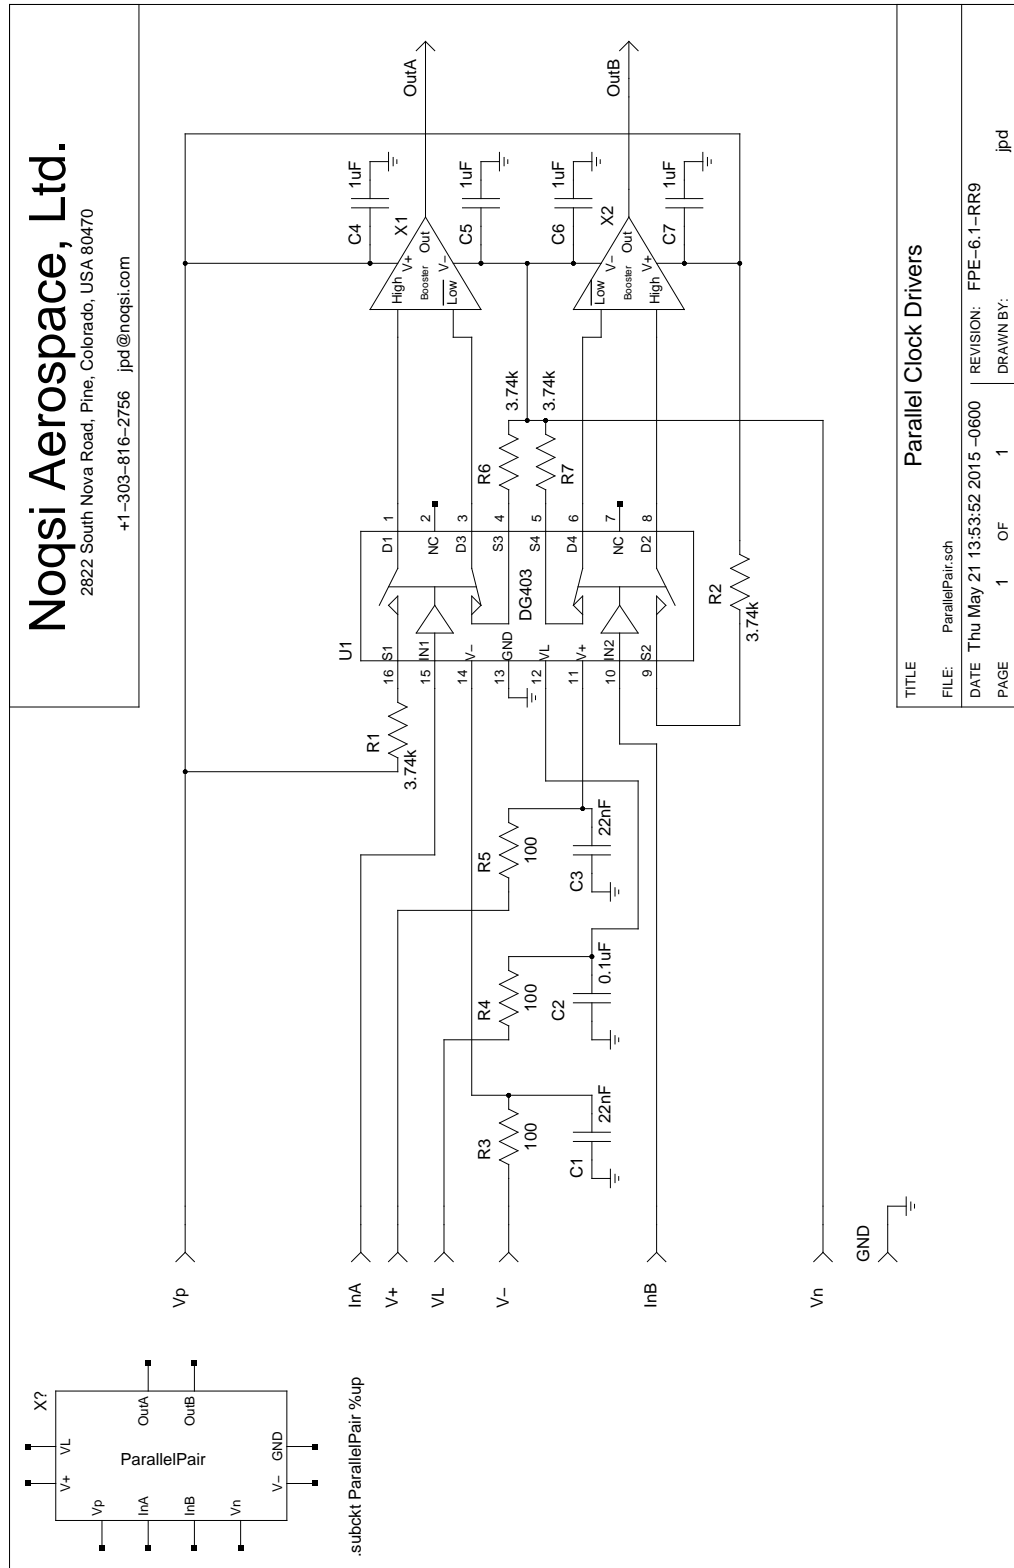 Noqsi Aerospace, Ltd.
2822 South Nova Road, Pine, Colorado, USA 80470
+1−303−816−2756 jpd@noqsi.com
X?
V+
VL
Vp
InA
InB
Vn
ParallelPair
OutA
OutB
V−
GND
.subckt ParallelPair %up
Vp
InA
V+
VL
V−
InB
Vn
GND
R3
100
C1
22nF
R4
100
C2
0.1uF
R5
100
C3
22nF
R1
3.74k
U1
DG403
16 S1
15 IN1
14 V−
13 GND
12 VL
11 V+
10 IN2
9 S2
D1 1
NC 2
D3 3
S3 4
S4 5
D4 6
NC 7
D2 8
R2
3.74k
R6
3.74k
R7
3.74k
High
V+
Booster
Out
Low
V−
X1
C4
1uF
C5
1uF
OutA
Low
V−
Booster
Out
High
V+
X2
C6
1uF
C7
1uF
OutB
TITLE
Parallel Clock Drivers
FILE: ParallelPair.sch
REVISION: FPE−6.1−RR9
DATE Thu May 21 13:53:52 2015 −0600
PAGE 1 OF 1
DRAWN BY: jpd